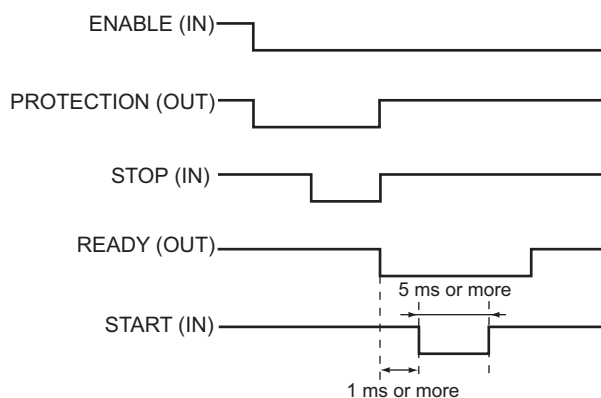 ENABLE (IN)
PROTECTION (OUT)
STOP (IN)
READY (OUT)
5 ms or more
START (IN)
1 ms or more